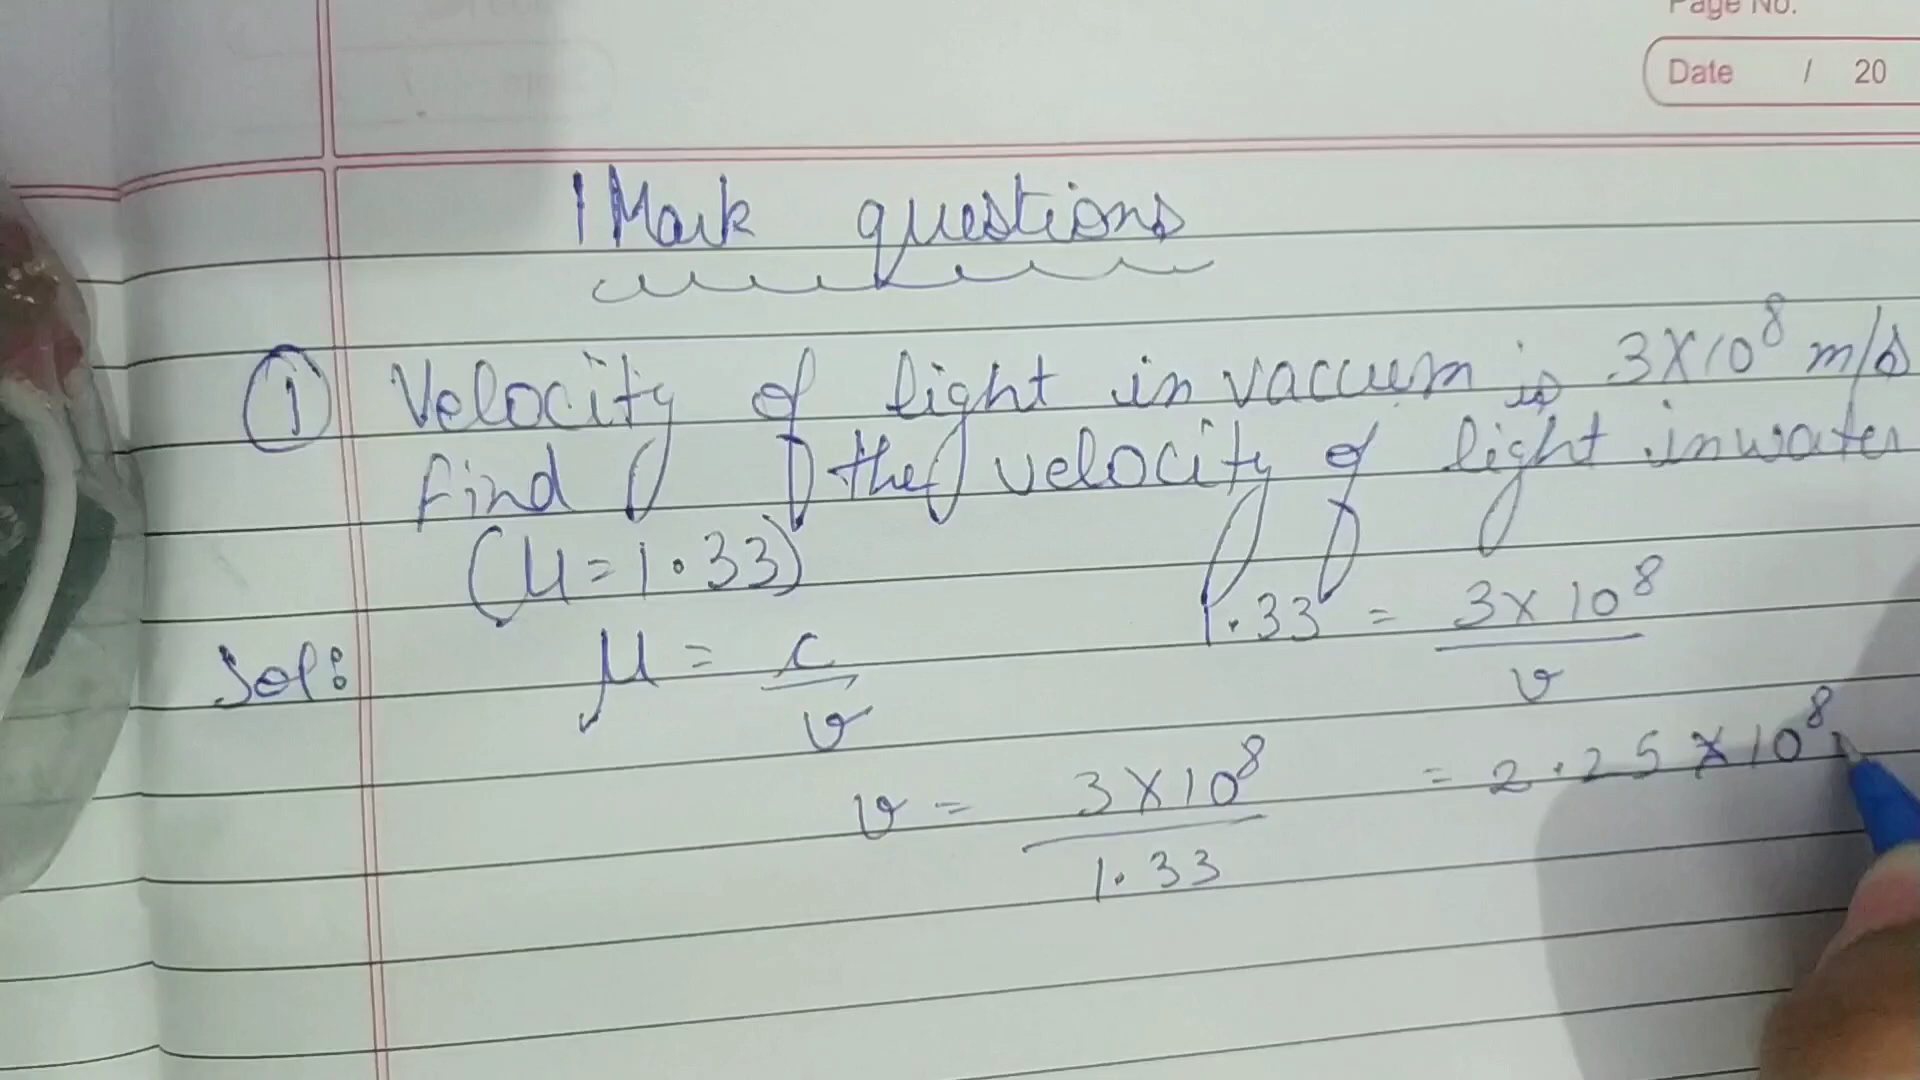 Page No.
Date / 20
1 Mark questions
① Velocity of light in vaccum is 3×10⁸ m/s
find the velocity of light in water
(μ=1.33)
Sol: μ = c/v
1.33 = 3×10⁸/v
v = 3×10⁸/1.33 = 2.25×10⁸